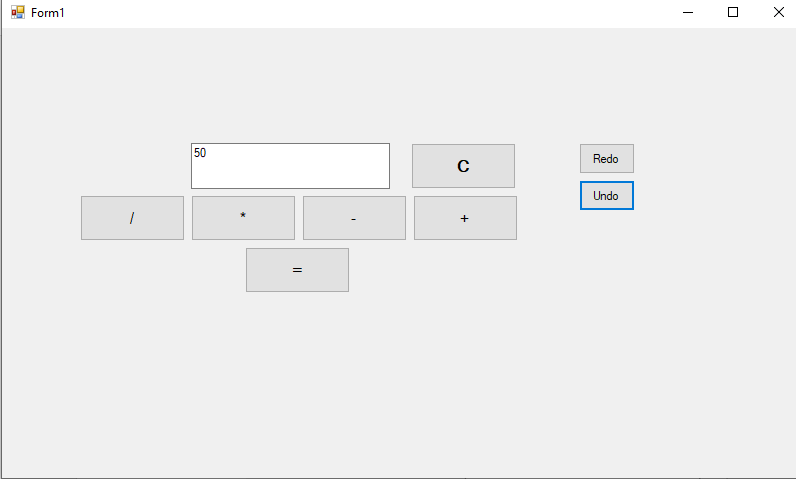 Form1
50
C
Redo
Undo
/
*
-
+
=